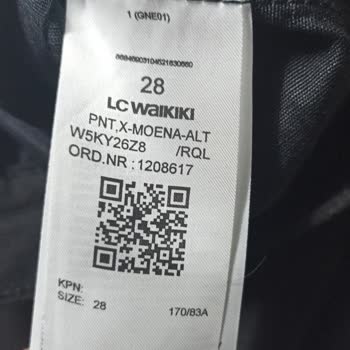 1 (GNE01)
28
LC WAIKIKI
PNT,X-MOENA-ALT
W5KY26Z8 /RQL
ORD.NR : 1208617
KPN:
SIZE: 28 170/83A